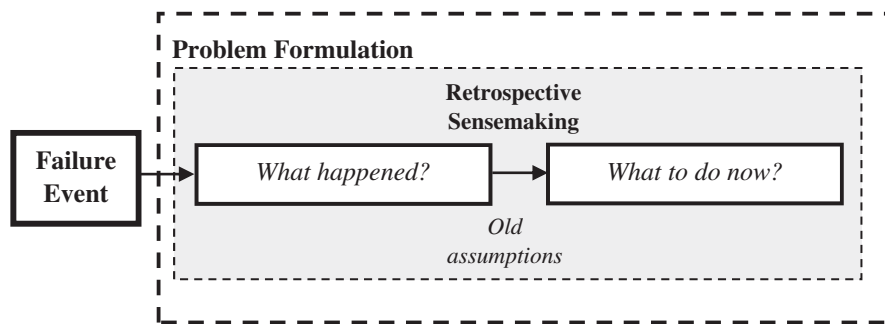 Problem Formulation
Retrospective
Sensemaking
Failure
Event
What happened?
What to do now?
Old
assumptions